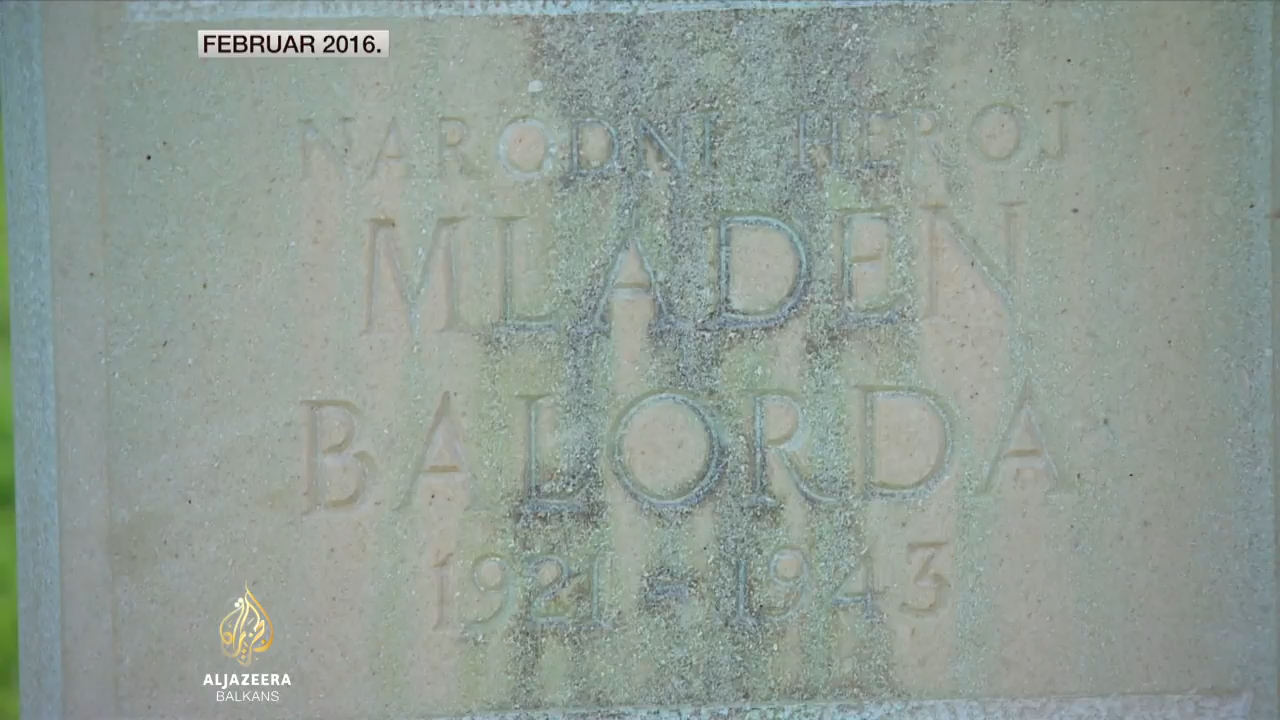 FEBRUAR 2016.
NARODNI HEROJ
MLADEN
BALORDA
1921-1943
ALJAZEERA
BALKANS